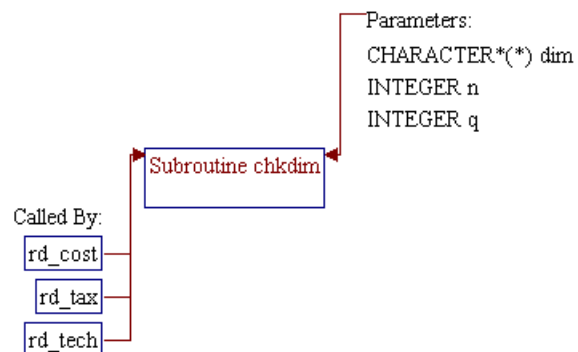 Parameters:
CHARACTER*(*) dim
INTEGER n
INTEGER q
Subroutine chkdim
Called By:
rd_cost
rd_tax
rd_tech